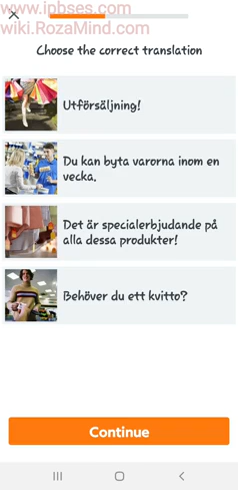 www.ipbses.com
wiki.RozaMind.com
Choose the correct translation
Utförsäljning!
Du kan byta varorna inom en
vecka.
Det är specialerbjudande på
alla dessa produkter!
Behöver du ett kvitto?
Continue